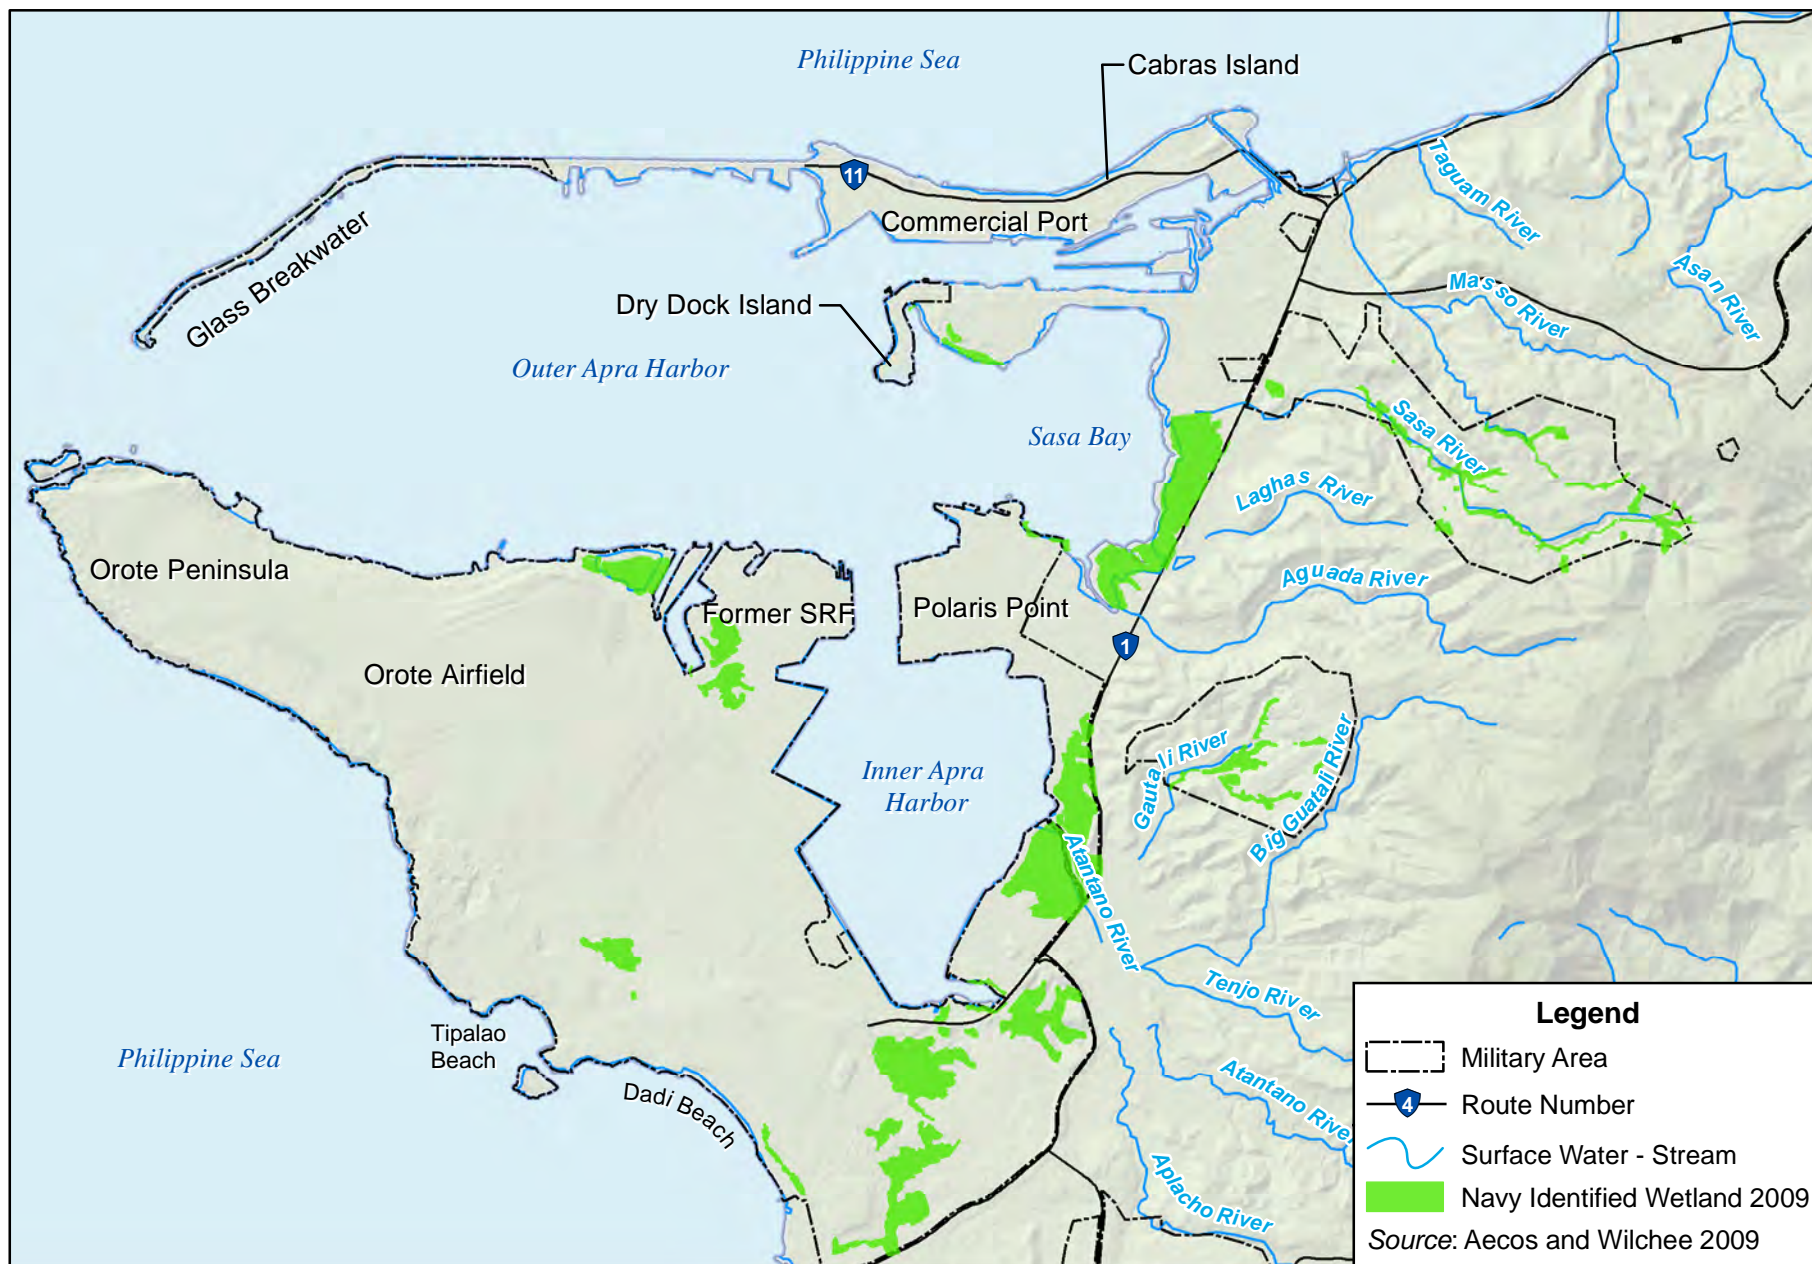 Philippine Sea
Cabras Island
11
Commercial Port
Taguam River
Asan River
Masso River
Glass Breakwater
Dry Dock Island
Outer Apra Harbor
Sasa Bay
Sasa River
Laghas River
Aguada River
Orote Peninsula
Former SRF
Polaris Point
1
Orote Airfield
Gautali River
Big Guatali River
Inner Apra
Harbor
Atantano River
Tenjo River
Tipalao
Beach
Philippine Sea
Dadi Beach
Atantano River
Aplacho River
Legend
Military Area
4
Route Number
Surface Water - Stream
Navy Identified Wetland 2009
Source: Aecos and Wilchee 2009